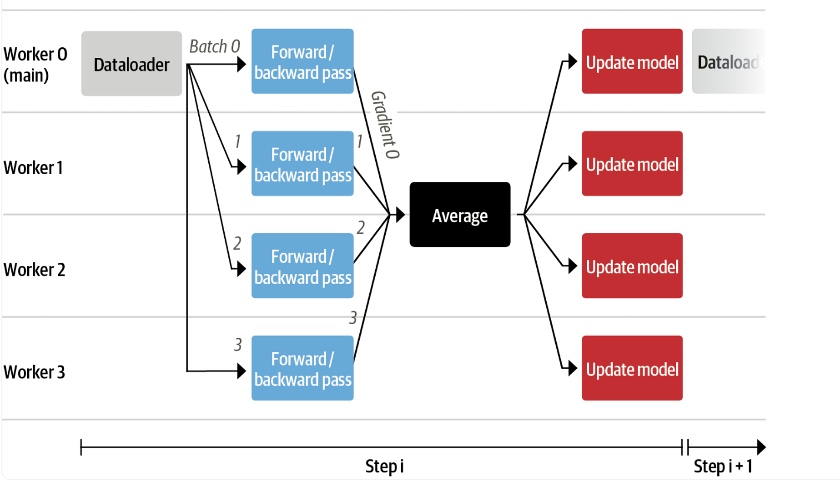 Worker 0
(main)
Dataloader
Batch 0
Forward/
backward pass
Gradient 0
Update model
Dataload
Worker 1
1
Forward/
backward pass
1
Update model
Average
Worker 2
2
Forward/
backward pass
2
Update model
Worker 3
3
Forward/
backward pass
3
Update model
Step i
Step i + 1